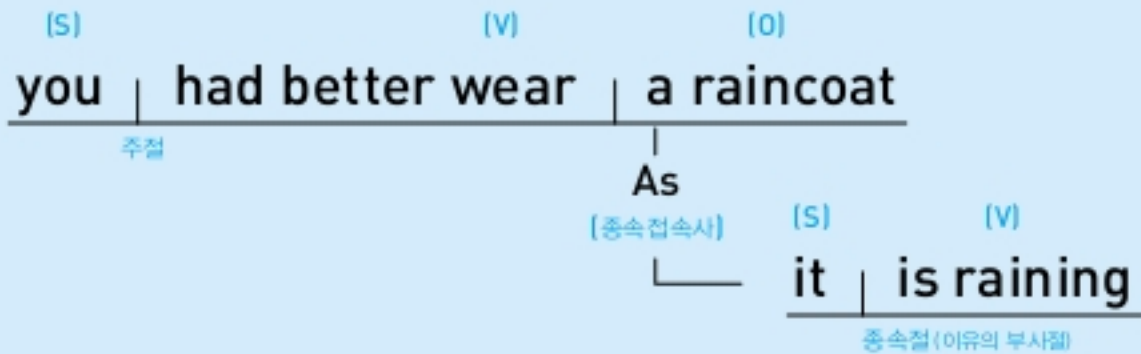 (S) (V) (O)
you had better wear a raincoat
주절
As
(종속접속사) (S) (V)
it is raining
종속절(이유의 부사절)